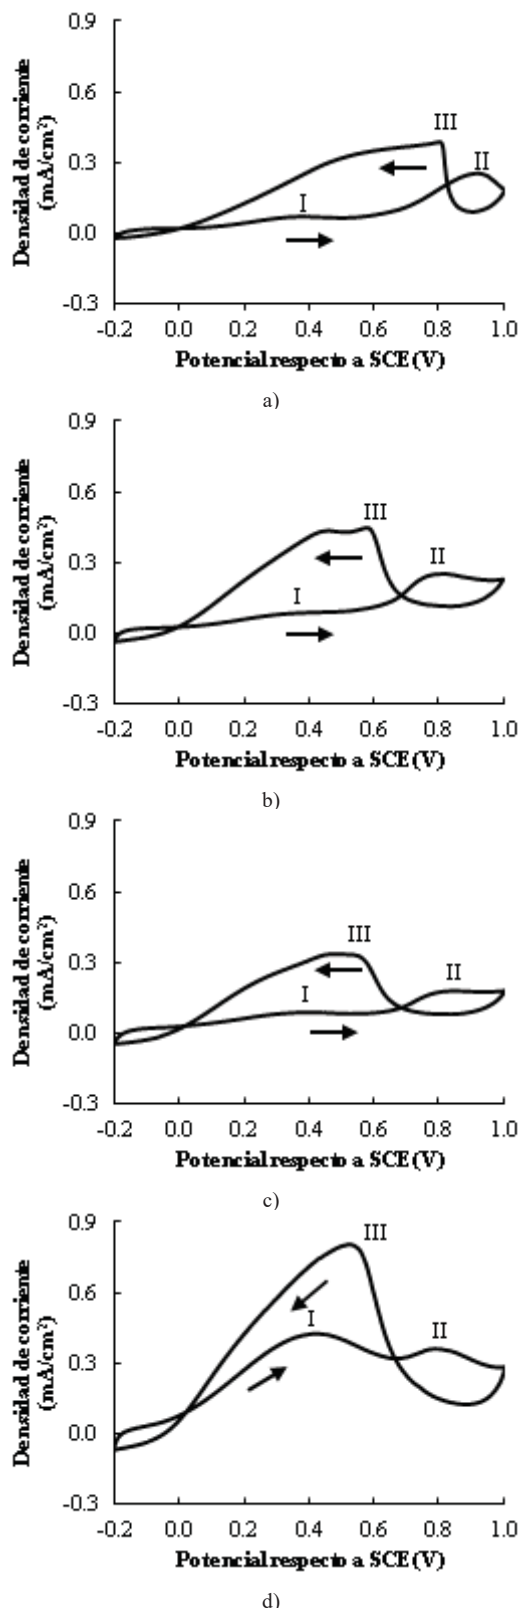 Densidad de corriente
(mA/cm²)
0.9
0.6
0.3
0.0
-0.3
III
II
I
-0.2 0.0 0.2 0.4 0.6 0.8 1.0
Potencial respecto a SCE (V)
a)
Densidad de corriente
(mA/cm²)
0.9
0.6
0.3
0.0
-0.3
III
II
I
-0.2 0.0 0.2 0.4 0.6 0.8 1.0
Potencial respecto a SCE (V)
b)
Densidad de corriente
(mA/cm²)
0.9
0.6
0.3
0.0
-0.3
III
II
I
-0.2 0.0 0.2 0.4 0.6 0.8 1.0
Potencial respecto a SCE (V)
c)
Densidad de corriente
(mA/cm²)
0.9
0.6
0.3
0.0
-0.3
III
I
II
-0.2 0.0 0.2 0.4 0.6 0.8 1.0
Potencial respecto a SCE (V)
d)